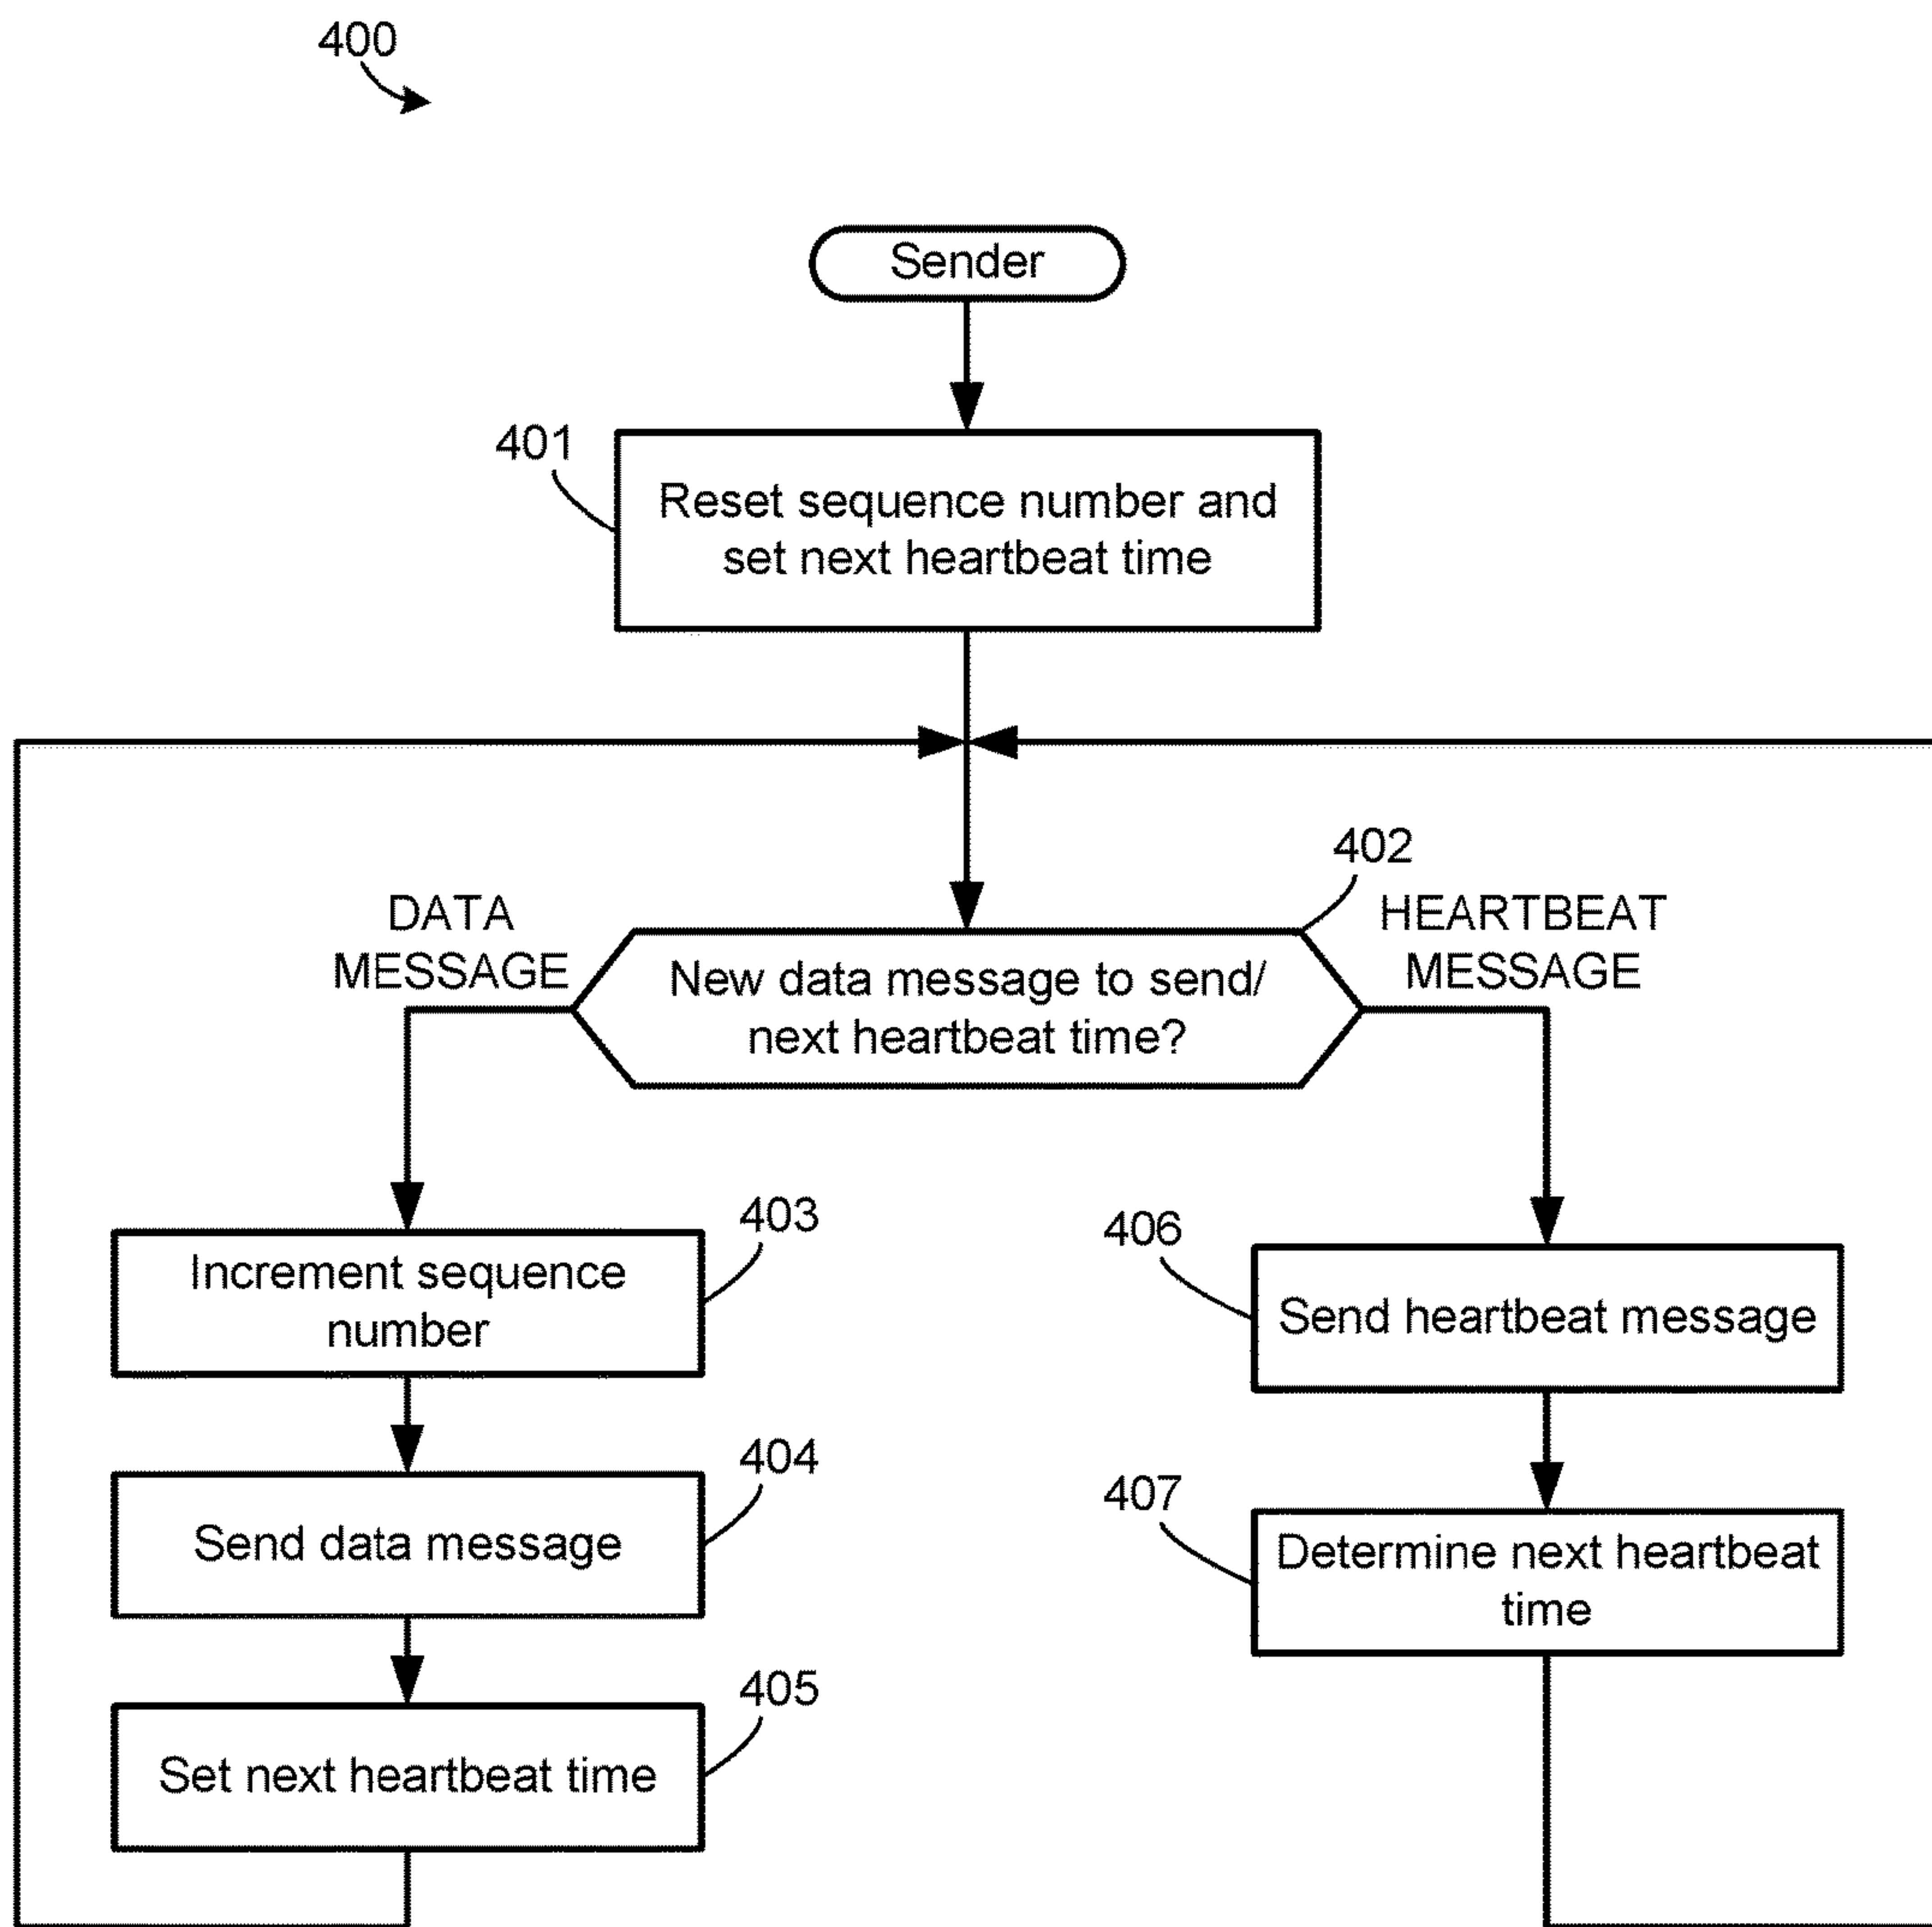 400
Sender
401
Reset sequence number and
set next heartbeat time
402
DATA
MESSAGE
New data message to send/
next heartbeat time?
HEARTBEAT
MESSAGE
403
Increment sequence
number
404
Send data message
405
Set next heartbeat time
406
Send heartbeat message
407
Determine next heartbeat
time